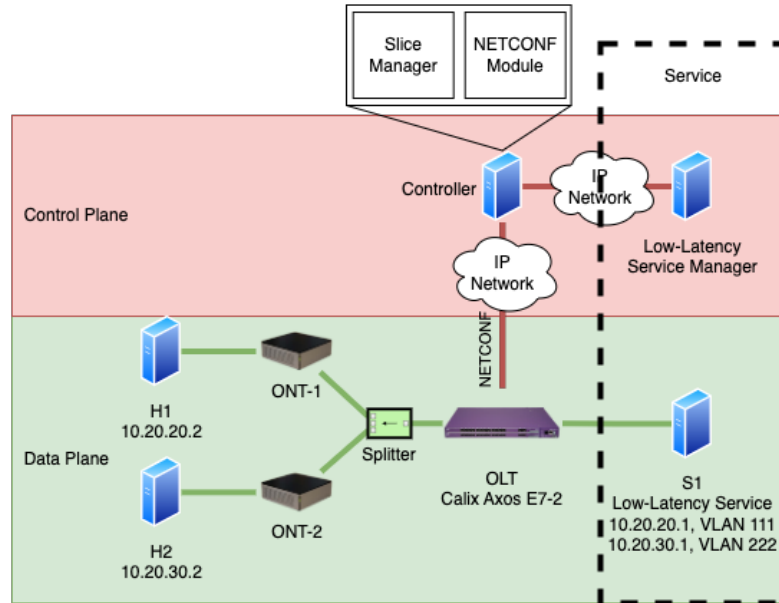 Slice
Manager
NETCONF
Module
Service
Controller
IP
Network
Control Plane
Low-Latency
Service Manager
IP
Network
NETCONF
H1
10.20.20.2
ONT-1
Data Plane
Splitter
OLT
Calix Axos E7-2
S1
Low-Latency Service
10.20.20.1, VLAN 111
10.20.30.1, VLAN 222
H2
10.20.30.2
ONT-2